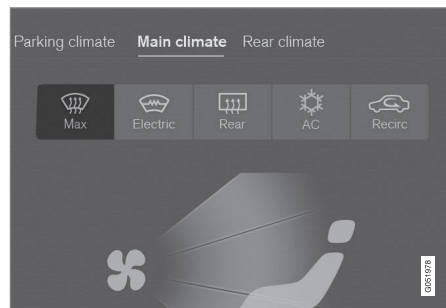 Parking climate Main climate Rear climate
Max Electric Rear AC Recirc
G051978